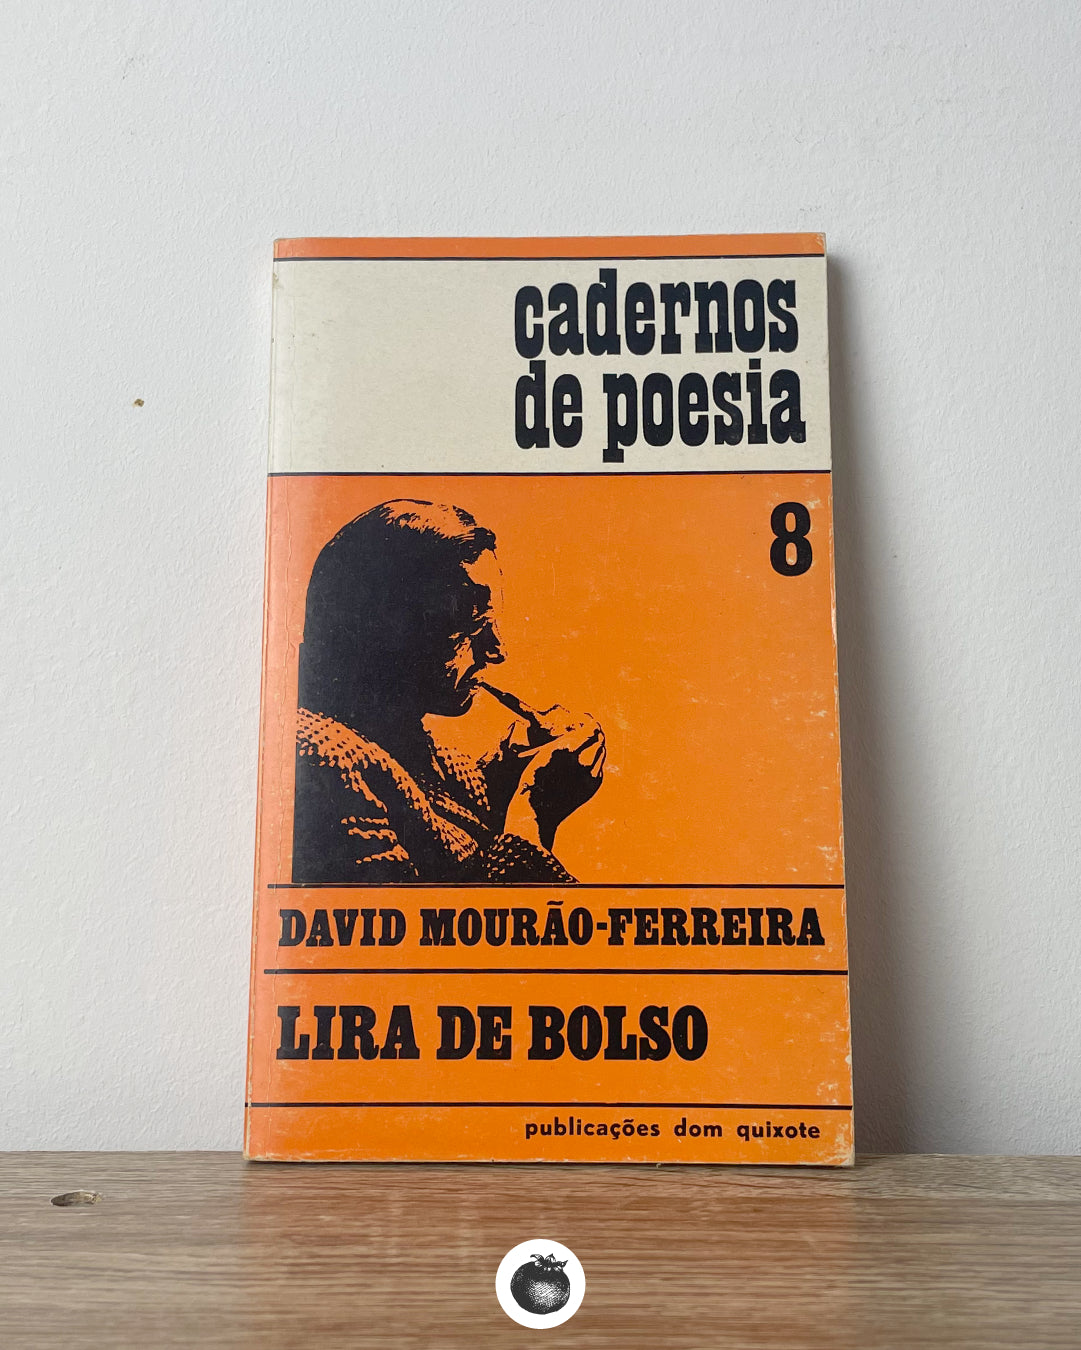 cadernos
de poesia
8
DAVID MOURÃO-FERREIRA
LIRA DE BOLSO
publicações dom quixote